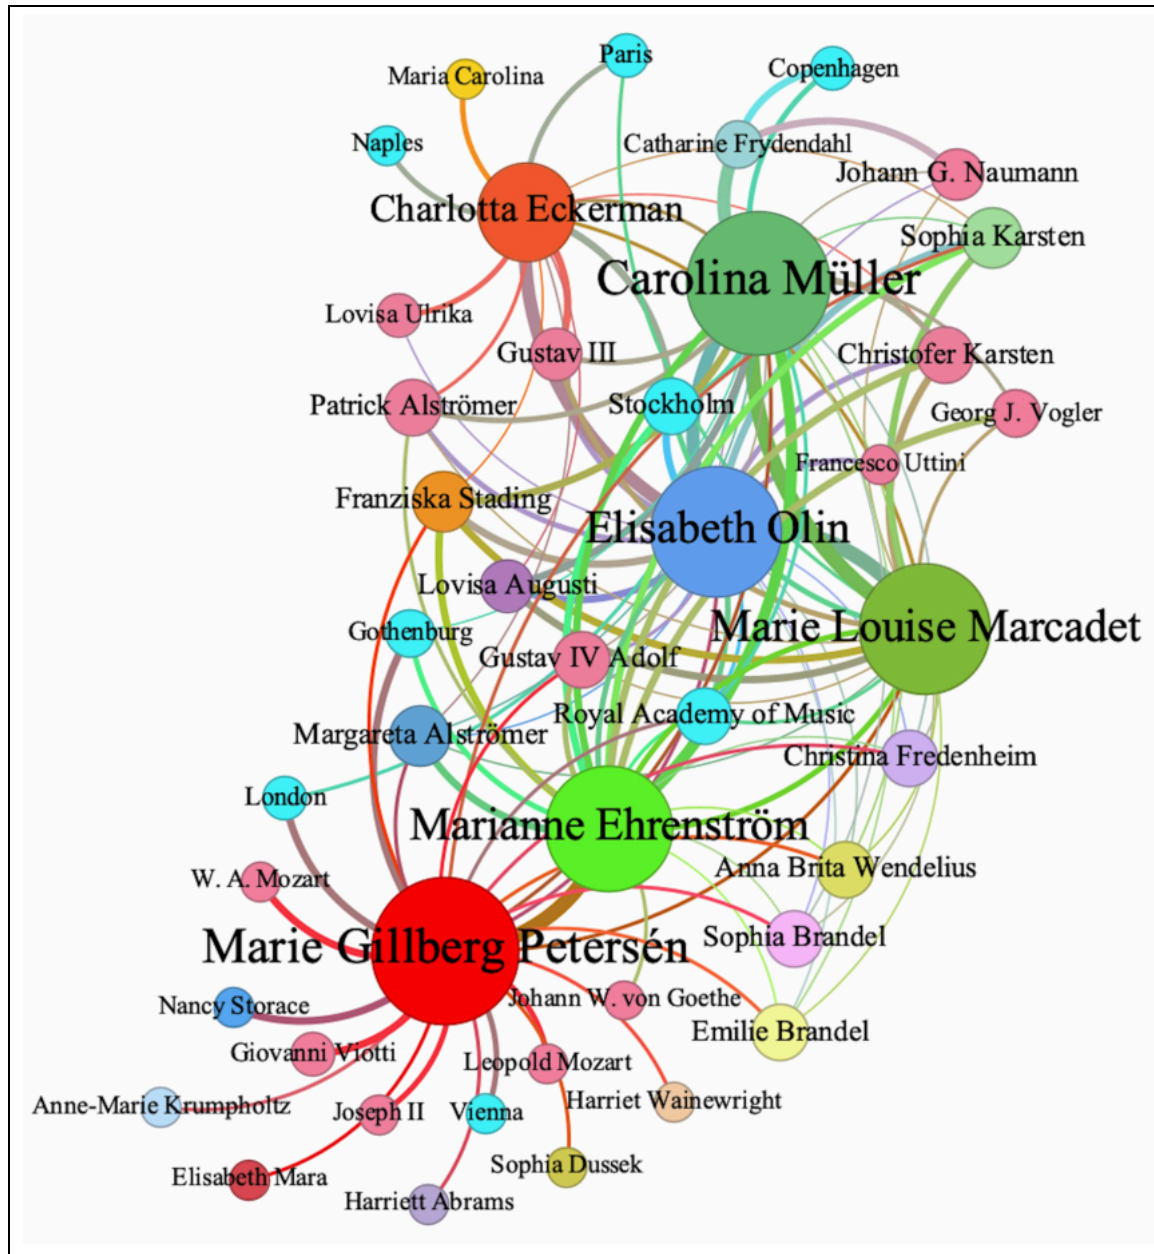 Paris
Maria Carolina
Copenhagen
Naples
Catharine Frydendahl
Johann G. Naumann
Charlotta Eckerman
Sophia Karsten
Carolina Müller
Lovisa Ulrika
Gustav III
Christofer Karsten
Patrick Alströmer
Stockholm
Georg J. Vogler
Francesco Uttini
Franziska Stading
Elisabeth Olin
Lovisa Augusti
Gothenburg
Marie Louise Marcadet
Gustav IV Adolf
Royal Academy of Music
Margareta Alströmer
Christina Fredenheim
London
Marianne Ehrenström
Anna Brita Wendelius
W. A. Mozart
Sophia Brandel
Marie Gillberg Petersén
Johann W. von Goethe
Nancy Storace
Emilie Brandel
Giovanni Viotti
Leopold Mozart
Harriet Wainewright
Anne-Marie Krumpholtz
Joseph II
Vienna
Sophia Dussek
Elisabeth Mara
Harriett Abrams